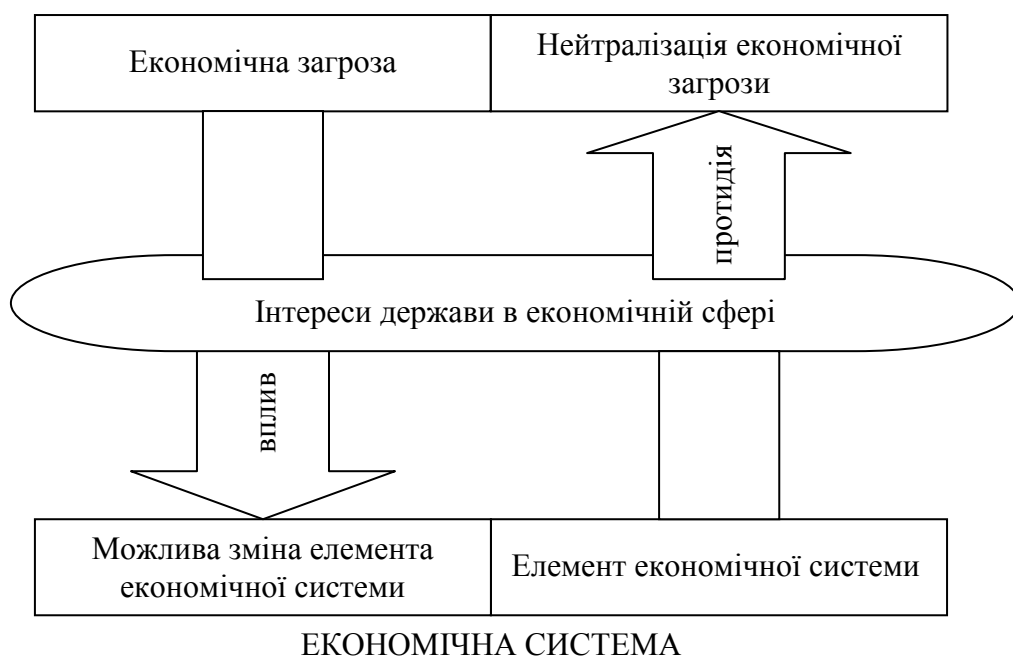 Економічна загроза
Нейтралізація економічної
загрози
протидія
Інтереси держави в економічній сфері
вплив
Можлива зміна елемента
економічної системи
Елемент економічної системи
ЕКОНОМІЧНА СИСТЕМА